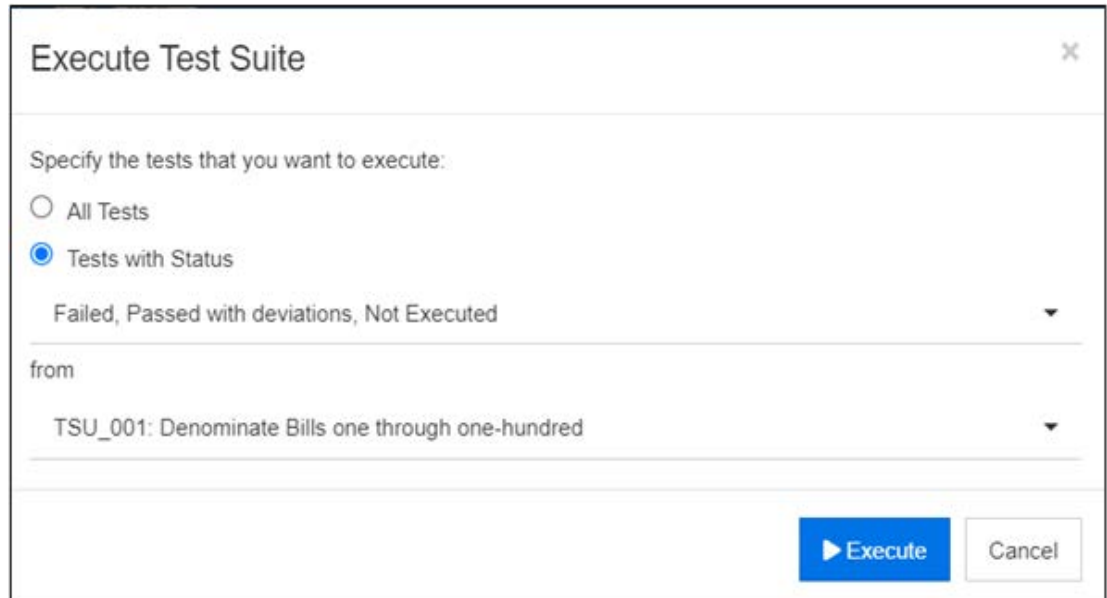 Execute Test Suite
Specify the tests that you want to execute:
All Tests
Tests with Status
Failed, Passed with deviations, Not Executed
from
TSU_001: Denominate Bills one through one-hundred
Execute
Cancel